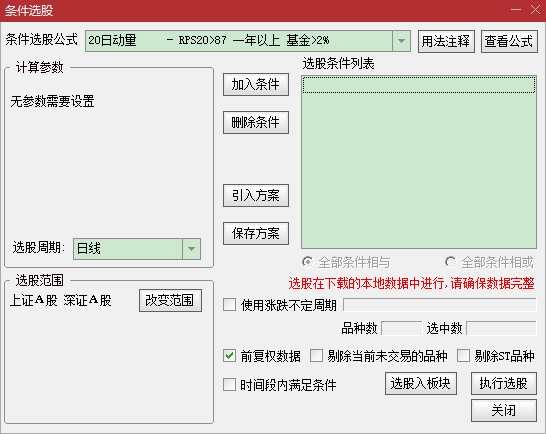 条件选股
条件选股公式 20日动量 - RPS20>87 一年以上 基金>2% 用法注释 查看公式
计算参数
无参数需要设置
选股周期: 日线
加入条件
删除条件
引入方案
保存方案
选股条件列表
全部条件相与 全部条件相或
选股范围
上证A股 深证A股 改变范围
选股在下载的本地数据中进行,请确保数据完整
使用涨跌不定周期
品种数 选中数
前复权数据 剔除当前未交易的品种 剔除ST品种
时间段内满足条件 选股入板块 执行选股
关闭